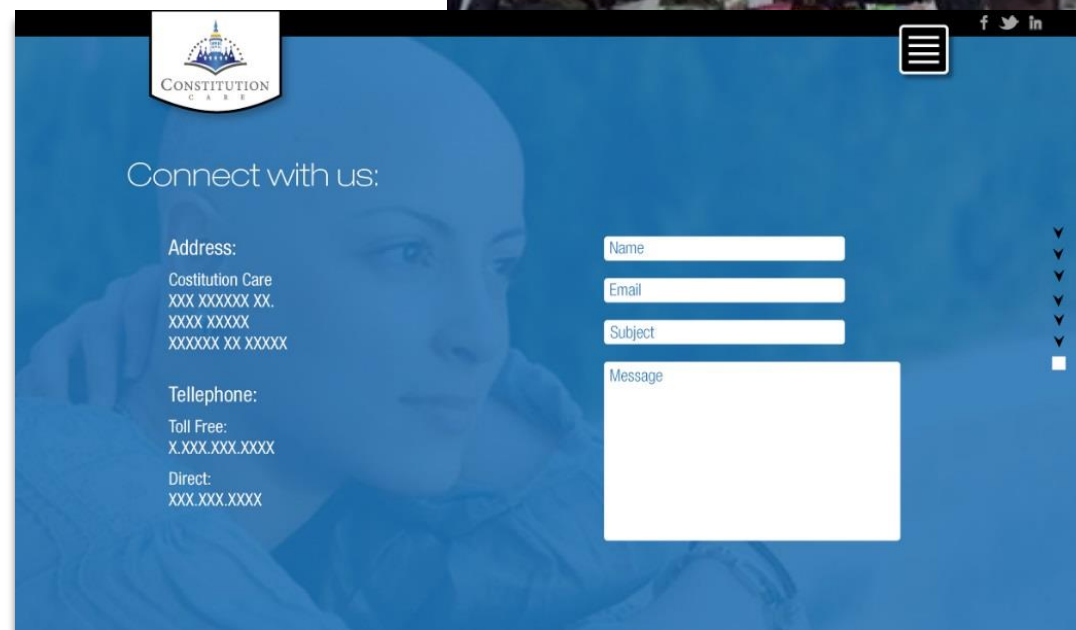 CONSTITUTION
CARE
f in
Connect with us:
Address:
Costitution Care
XXX XXXXXX XX.
XXXX XXXXX
XXXXXX XX XXXXX
Tellephone:
Toll Free:
X.XXX.XXX.XXXX
Direct:
XXX.XXX.XXXX
Name
Email
Subject
Message